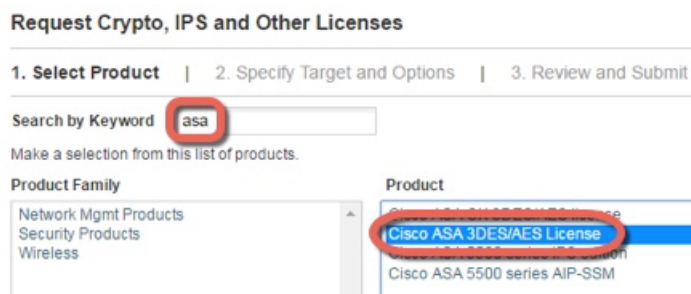 Request Crypto, IPS and Other Licenses
1. Select Product | 2. Specify Target and Options | 3. Review and Submit
Search by Keyword asa
Make a selection from this list of products.
Product Family Product
Network Mgmt Products
Security Products Cisco ASA 3DES/AES License
Wireless
Cisco ASA 5500 series AIP-SSM